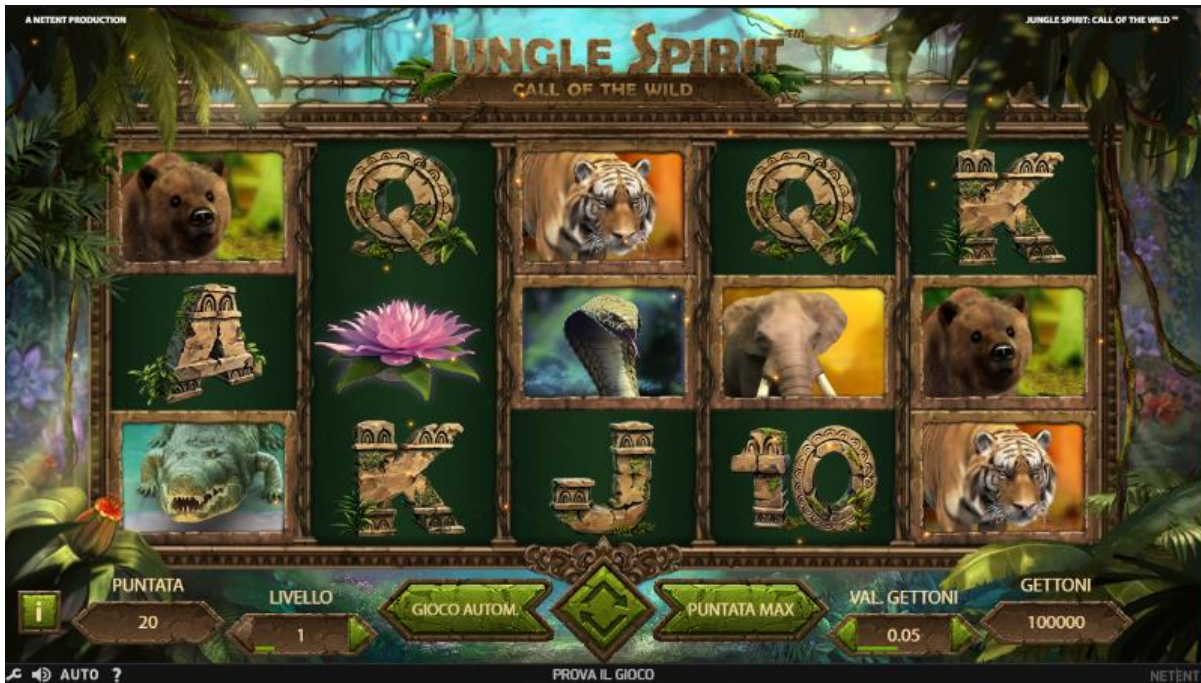 A NETENT PRODUCTION
JUNGLE SPIRIT: CALL OF THE WILD ™
JUNGLE SPIRIT™
CALL OF THE WILD
Q
Q
K
A
K
J
10
PUNTATA
20
LIVELLO
1
GIOCO AUTOM.
PUNTATA MAX
VAL. GETTONI
0.05
GETTONI
100000
i
AUTO ?
PROVA IL GIOCO
NETENT